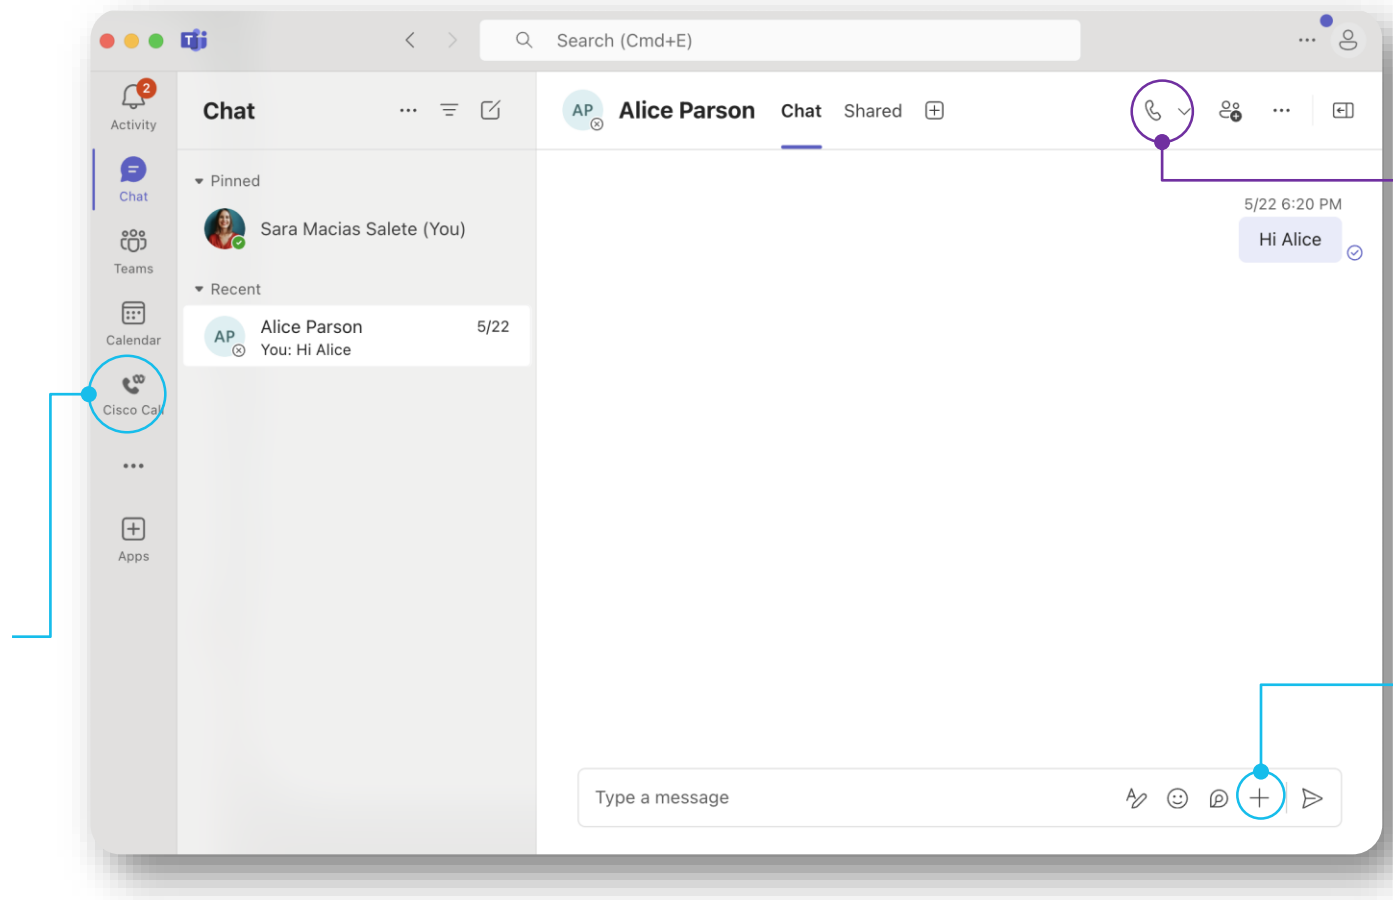 Search (Cmd+E)
2
Activity
Chat
Teams
Calendar
Cisco Call
Apps
Chat
Pinned
Sara Macias Salete (You)
Recent
AP
Alice Parson
5/22
You: Hi Alice
AP
Alice Parson
Chat
Shared
5/22 6:20 PM
Hi Alice
Type a message